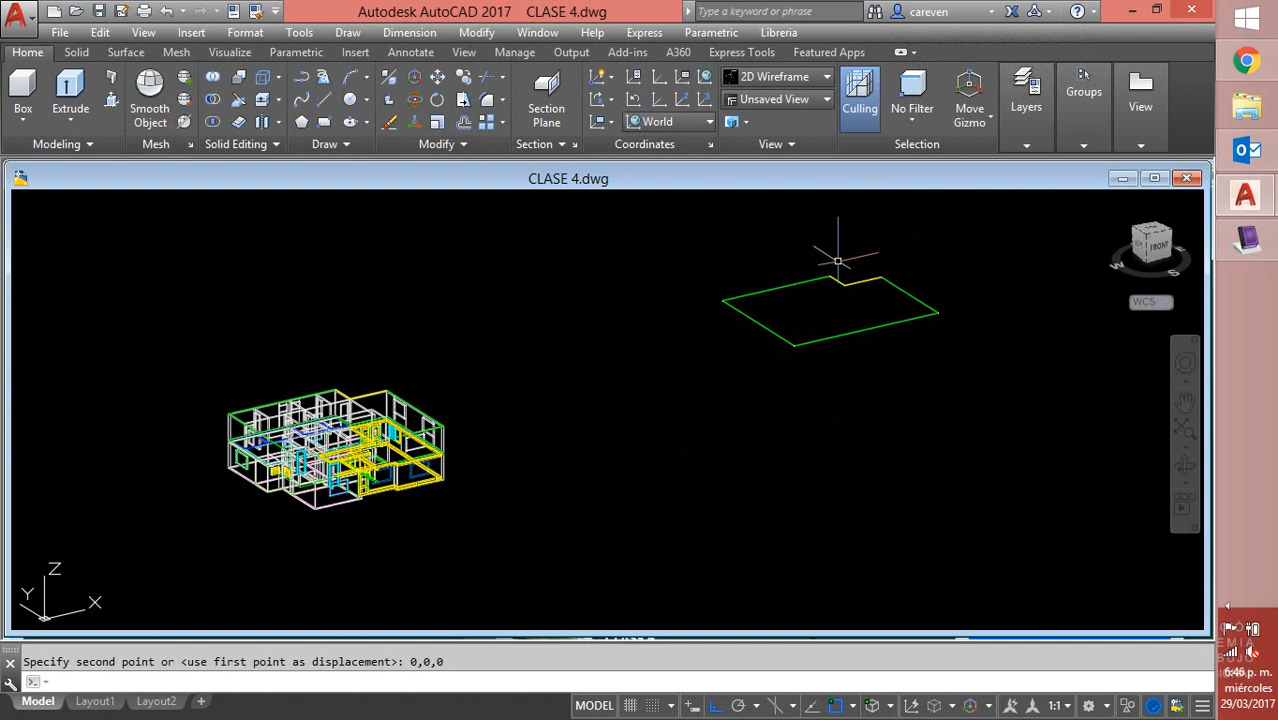 Autodesk AutoCAD 2017 CLASE 4.dwg
Type a keyword or phrase
careven
File Edit View Insert Format Tools Draw Dimension Modify Window Help Express Parametric Libreria
Home Solid Surface Mesh Visualize Parametric Insert Annotate View Manage Output Add-ins A360 Express Tools Featured Apps
Box
Extrude
Smooth
Object
Section
Plane
2D Wireframe
Unsaved View
World
Culling
No Filter
Move
Gizmo
Layers
Groups
View
Modeling
Mesh
Solid Editing
Draw
Modify
Section
Coordinates
View
Selection
CLASE 4.dwg
FRONT
W
S
E
WCS
Z
Y
X
Specify second point or <use first point as displacement>: 0,0,0
Model Layout1 Layout2 +
MODEL
1:1
6:46 p. m.
miércoles
29/03/2017